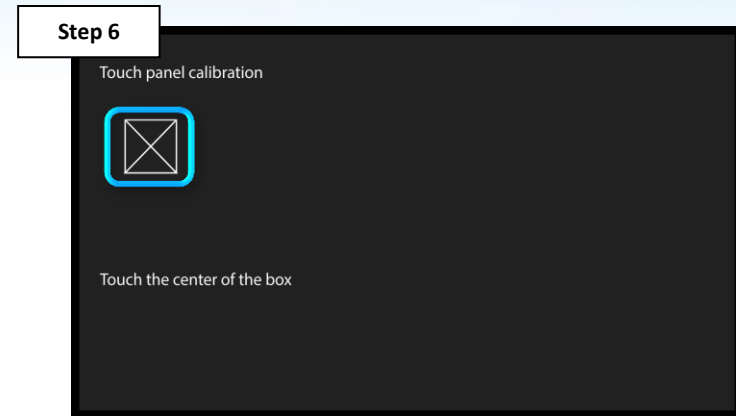 Step 6
Touch panel calibration
Touch the center of the box